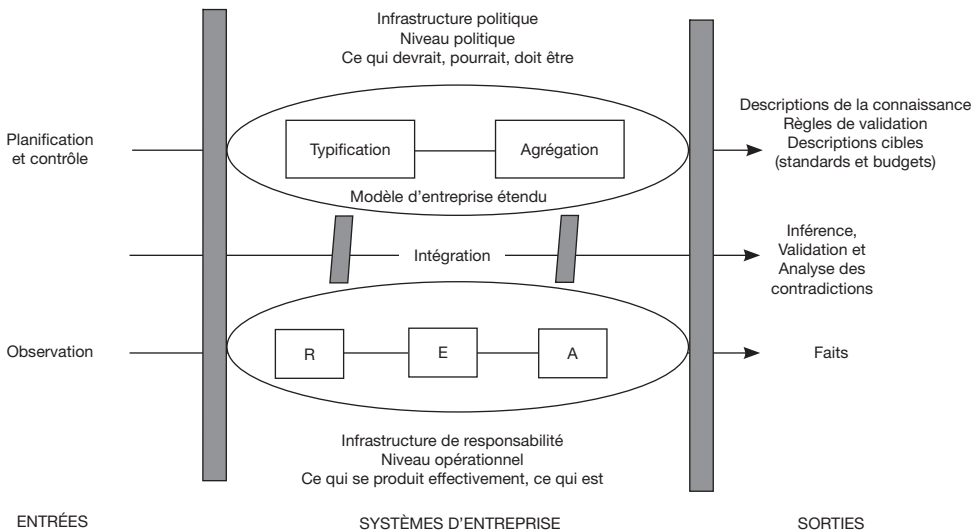 Infrastructure politique
Niveau politique
Ce qui devrait, pourrait, doit être
Planification
et contrôle
Typification
Agrégation
Modèle d'entreprise étendu
Descriptions de la connaissance
Règles de validation
Descriptions cibles
(standards et budgets)
Intégration
Inférence,
Validation et
Analyse des
contradictions
Observation
R
E
A
Faits
Infrastructure de responsabilité
Niveau opérationnel
Ce qui se produit effectivement, ce qui est
ENTRÉES
SYSTÈMES D'ENTREPRISE
SORTIES